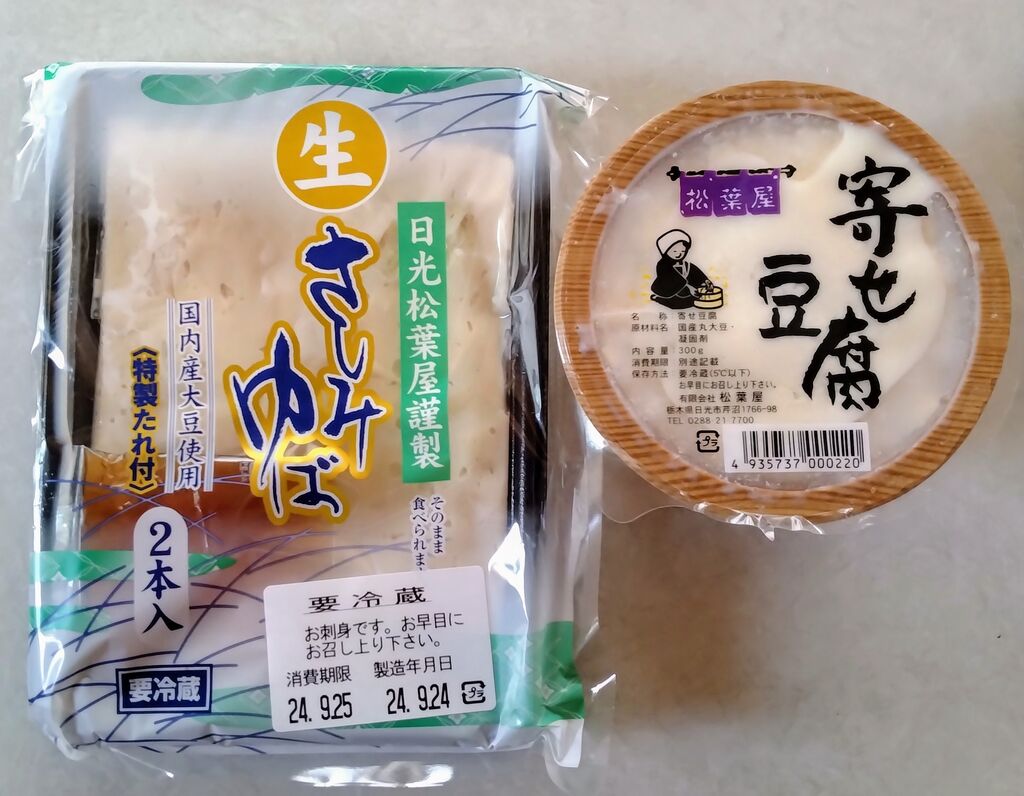 生
さしみ
ゆば
日光松葉屋謹製
国内産大豆使用
〈特製たれ付〉
そのまま
食べられま
2本入
要冷蔵
要冷蔵
お刺身です。お早目に
お召し上り下さい。
消費期限 製造年月日
24. 9.25 24. 9.24
プラ
松葉屋
寄せ
豆腐
名 称 寄せ豆腐
原材料名 国産丸大豆・
凝固剤
内容量 300g
消費期限 別途記載
保存方法 要冷蔵(5℃以下)
お早目にお召し上り下さい。
有限会社 松葉屋
栃木県日光市芹沼1766-98
TEL 0288-21-7700
プラ
4 935737 000220